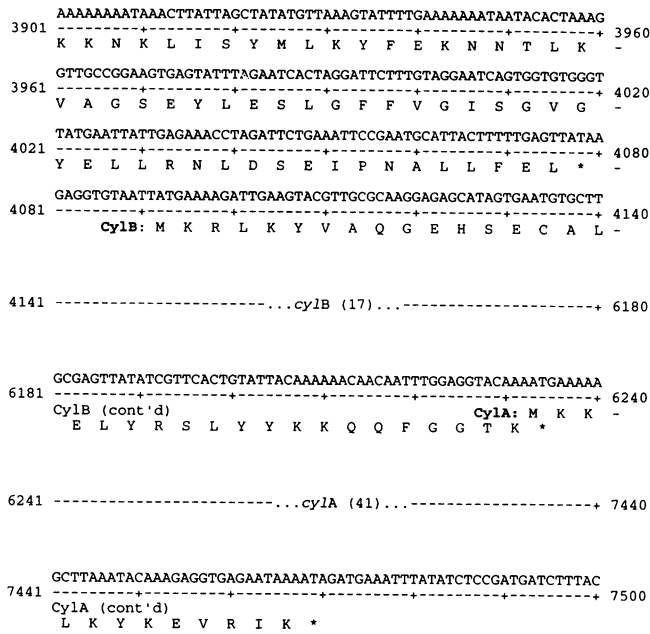 AAAAAAAAATAAACTTATTAGCTATATGTTAAAGTATTTTGAAAAAAATAATACACTAAAG
3901 ---------+---------+---------+---------+---------+---------+ 3960
K K N K L I S Y M L K Y F E K N N T L K -
GTTGCCGGAAGTGAGTATTTAGAATCACTAGGATTCTTTGTAGGAATCAGTGGTGTGGGT
3961 ---------+---------+---------+---------+---------+---------+ 4020
V A G S E Y L E S L G F F V G I S G V G -
TATGAATTATTGAGAAACCTAGATTCTGAAATTCCGAATGCATTACTTTTTGAGTTATAA
4021 ---------+---------+---------+---------+---------+---------+ 4080
Y E L L R N L D S E I P N A L L F E L * -
GAGGTGTAATTATGAAAAGATTGAAGTACGTTGCGCAAGGAGAGCATAGTGAATGTGCTT
4081 ---------+---------+---------+---------+---------+---------+ 4140
CylB: M K R L K Y V A Q G E H S E C A L -
4141 -----------------------...cylB (17)...---------------------+ 6180
GCGAGTTATATCGTTCACTGTATTACAAAAAACAACAATTTGGAGGTACAAAATGAAAAA
6181 ---------+---------+---------+---------+---------+---------+ 6240
CylB (cont'd) CylA: M K K -
E L Y R S L Y Y K K Q Q F G G T K *
6241 ------------------------...cylA (41)...--------------------+ 7440
GCTTAAATACAAAGAGGTGAGAATAAAATAGATGAAATTTATATCTCCGATGATCTTTAC
7441 ---------+---------+---------+---------+---------+---------+ 7500
CylA (cont'd)
L K Y K E V R I K *